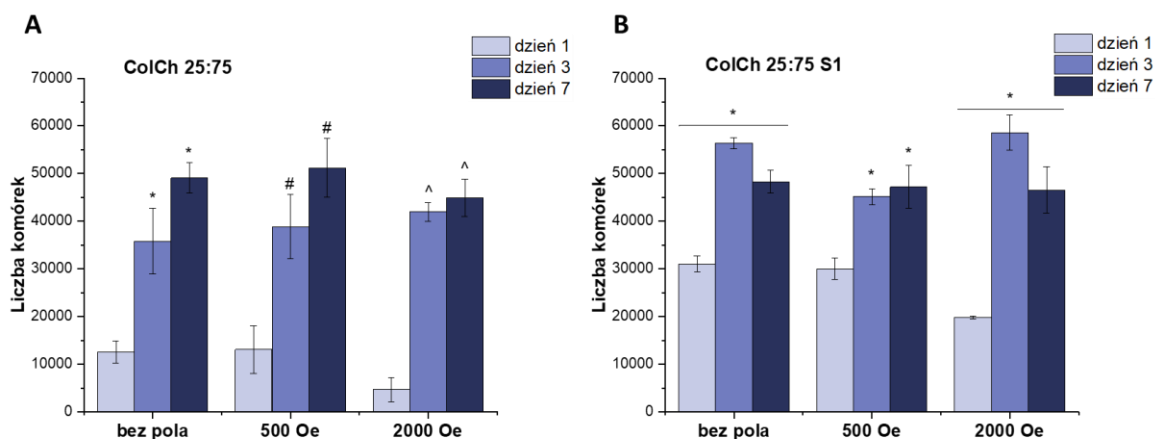 A
dzień 1
dzień 3
dzień 7
ColCh 25:75
Liczba komórek
70000
60000
50000
40000
30000
20000
10000
0
* *
# #
^ ^
bez pola 500 Oe 2000 Oe
B
dzień 1
dzień 3
dzień 7
ColCh 25:75 S1
Liczba komórek
70000
60000
50000
40000
30000
20000
10000
0
*
* *
*
bez pola 500 Oe 2000 Oe